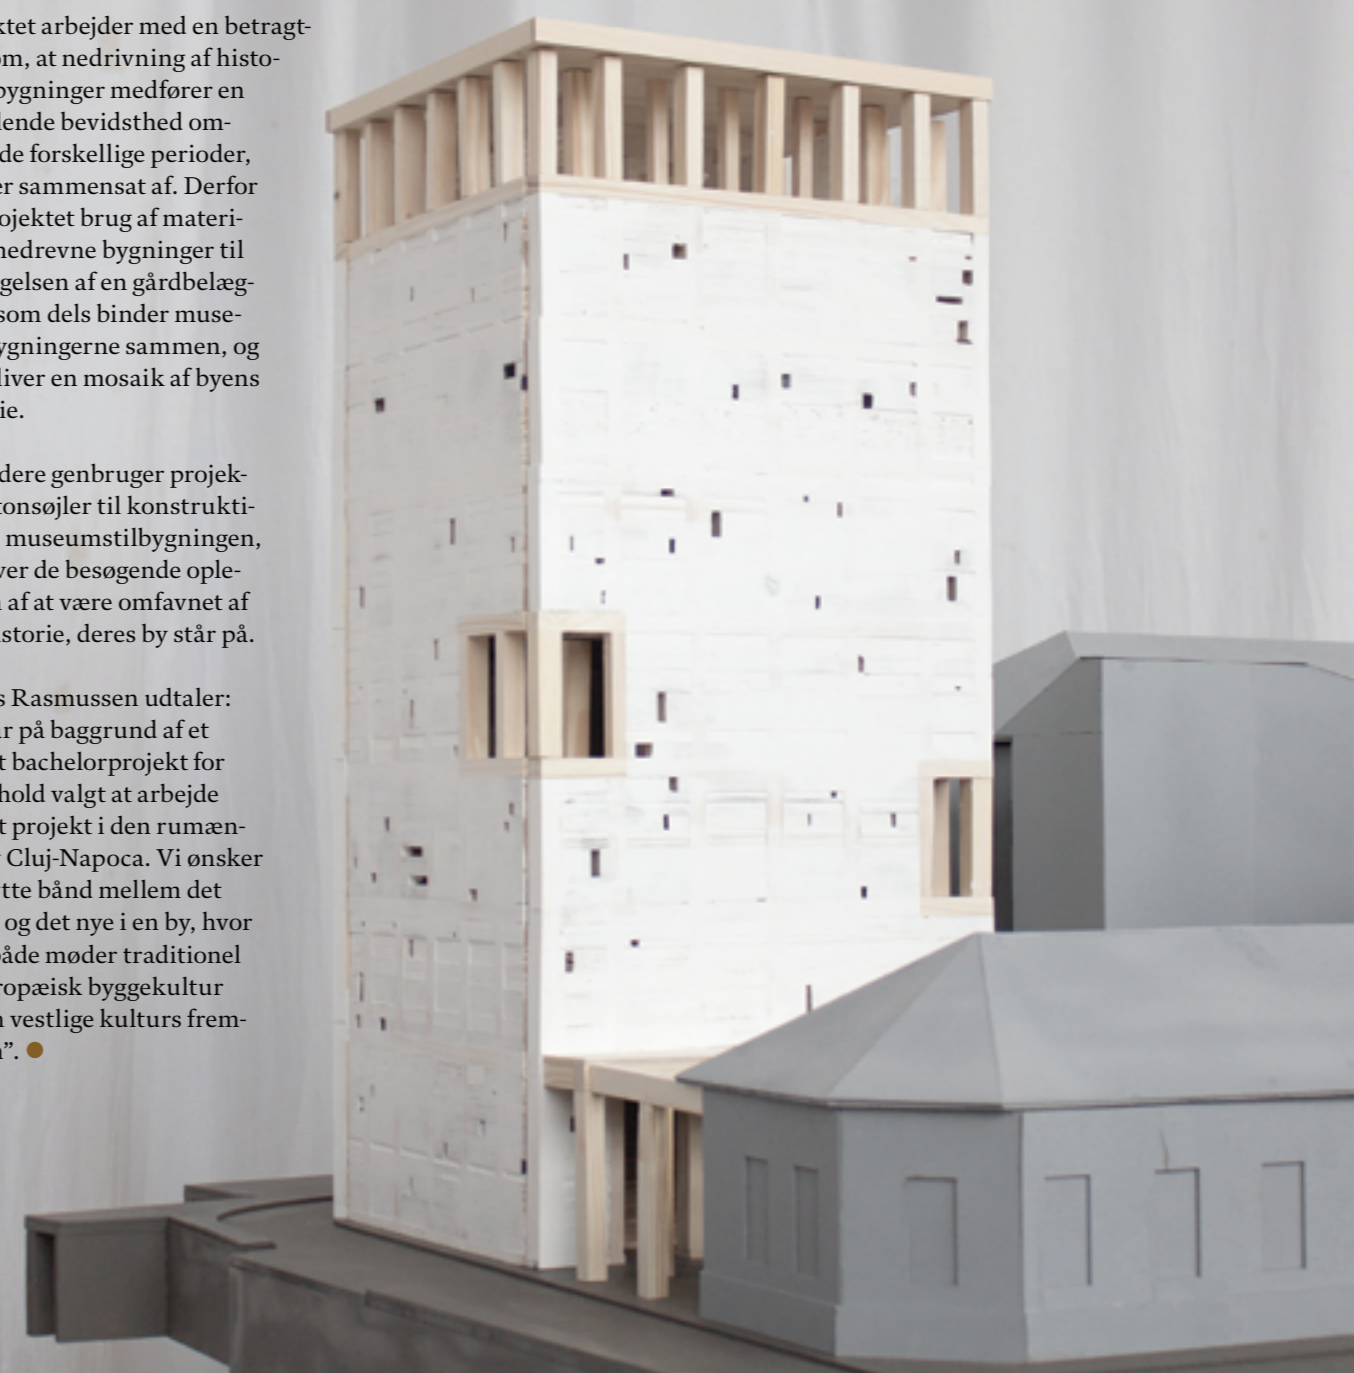 ktet arbejder med en betragt-
om, at nedrivning af histo-
bygninger medfører en
lende bevidsthed om-
de forskellige perioder,
er sammensat af. Derfor
ojektet brug af materi-
nedrevne bygninger til
gelsen af en gårdbelæg-
som dels binder muse-
ygningerne sammen, og
liver en mosaik af byens
ie.
dere genbruger projek-
tonsøjler til konstrukti-
museumstilbygningen,
ver de besøgende ople-
af at være omfavnet af
istorie, deres by står på.
s Rasmussen udtaler:
ar på baggrund af et
t bachelorprojekt for
hold valgt at arbejde
t projekt i den rumæn-
Cluj-Napoca. Vi ønsker
tte bånd mellem det
og det nye i en by, hvor
både møder traditionel
ropæisk byggekultur
n vestlige kulturs frem-
”.